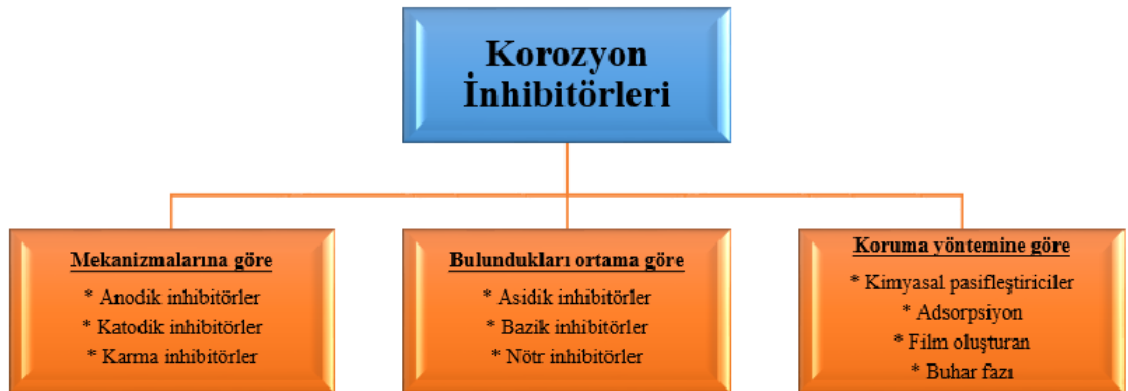 Korozyon
İnhibitörleri
Mekanizmalarına göre
* Anodik inhibitörler
* Katodik inhibitörler
* Karma inhibitörler
Bulundukları ortama göre
* Asidik inhibitörler
* Bazik inhibitörler
* Nötr inhibitörler
Koruma yöntemine göre
* Kimyasal pasifleştiriciler
* Adsorpsiyon
* Film oluşturan
* Buhar fazı